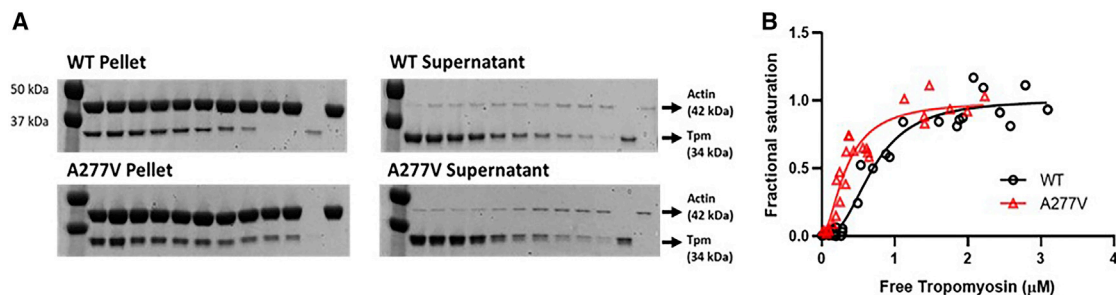 A
WT Pellet
50 kDa
37 kDa
A277V Pellet
WT Supernatant
Actin
(42 kDa)
Tpm
(34 kDa)
A277V Supernatant
Actin
(42 kDa)
Tpm
(34 kDa)
B
Fractional saturation
1.5
1.0
0.5
0.0
0
1
2
3
4
WT
A277V
Free Tropomyosin (μM)